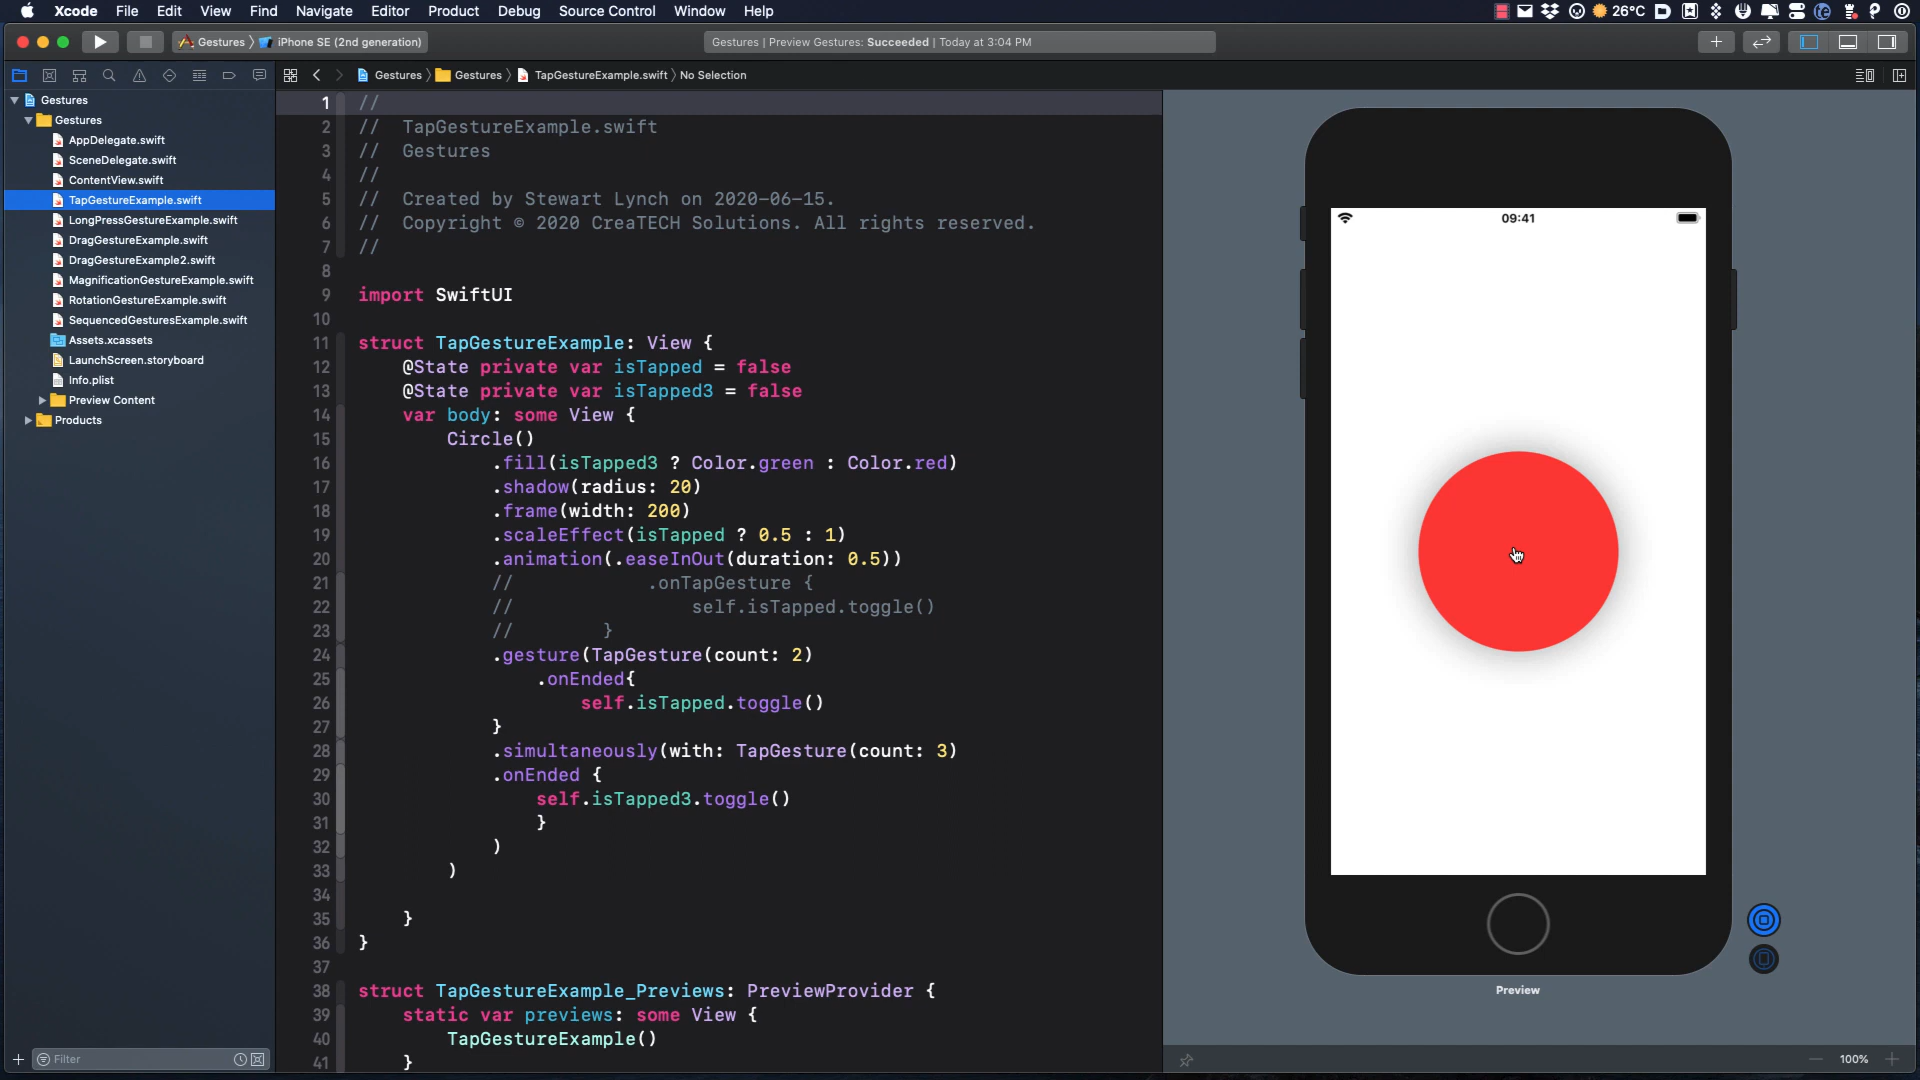 Xcode File Edit View Find Navigate Editor Product Debug Source Control Window Help
26°C
Gestures iPhone SE (2nd generation)
Gestures | Preview Gestures: Succeeded | Today at 3:04 PM
Gestures Gestures TapGestureExample.swift No Selection
Gestures
Gestures
AppDelegate.swift
SceneDelegate.swift
ContentView.swift
TapGestureExample.swift
LongPressGestureExample.swift
DragGestureExample.swift
DragGestureExample2.swift
MagnificationGestureExample.swift
RotationGestureExample.swift
SequencedGesturesExample.swift
Assets.xcassets
LaunchScreen.storyboard
Info.plist
Preview Content
Products
Filter
1 //
2 //  TapGestureExample.swift
3 //  Gestures
4 //
5 //  Created by Stewart Lynch on 2020-06-15.
6 //  Copyright © 2020 CreaTECH Solutions. All rights reserved.
7 //
8
9 import SwiftUI
10
11 struct TapGestureExample: View {
12     @State private var isTapped = false
13     @State private var isTapped3 = false
14     var body: some View {
15         Circle()
16             .fill(isTapped3 ? Color.green : Color.red)
17             .shadow(radius: 20)
18             .frame(width: 200)
19             .scaleEffect(isTapped ? 0.5 : 1)
20             .animation(.easeInOut(duration: 0.5))
21             //            .onTapGesture {
22             //                self.isTapped.toggle()
23             //        }
24             .gesture(TapGesture(count: 2)
25                 .onEnded{
26                     self.isTapped.toggle()
27             }
28             .simultaneously(with: TapGesture(count: 3)
29             .onEnded {
30                 self.isTapped3.toggle()
31                 }
32             )
33         )
34
35     }
36 }
37
38 struct TapGestureExample_Previews: PreviewProvider {
39     static var previews: some View {
40         TapGestureExample()
41     }
09:41
Preview
100%